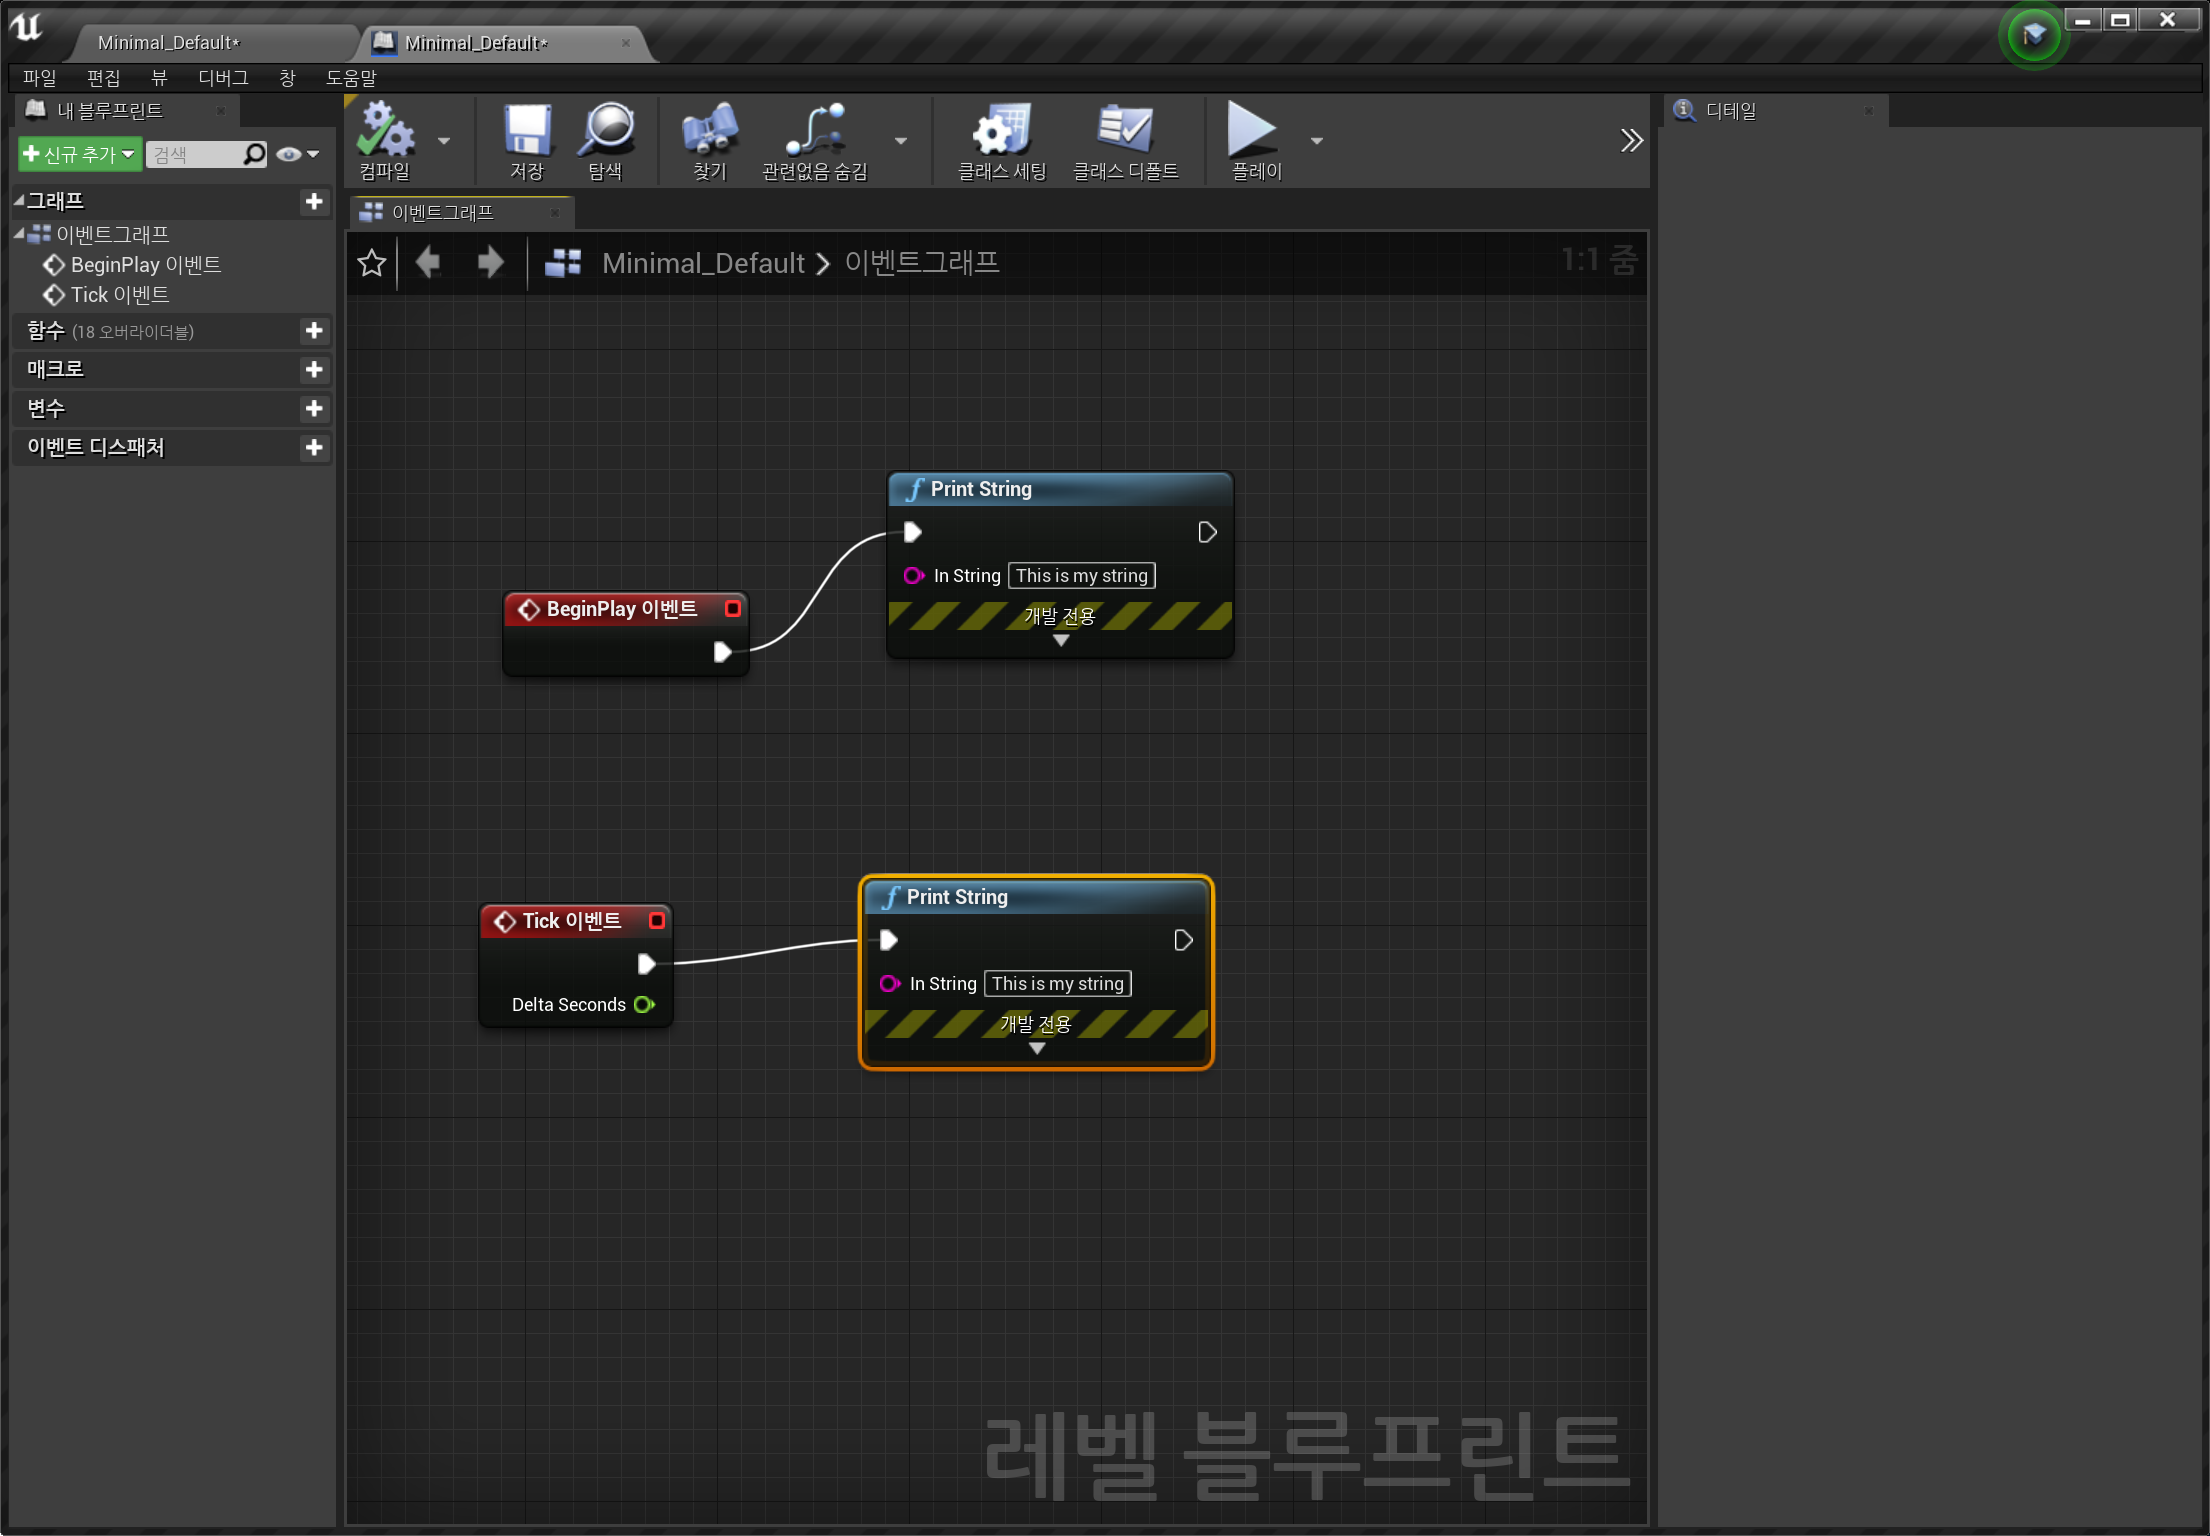 Minimal_Default*
Minimal_Default*
파일 편집 뷰 디버그 창 도움말
내 블루프린트
신규 추가
검색
그래프
이벤트그래프
BeginPlay 이벤트
Tick 이벤트
함수 (18 오버라이더블)
매크로
변수
이벤트 디스패처
컴파일
저장
탐색
찾기
관련없음 숨김
클래스 세팅
클래스 디폴트
플레이
이벤트그래프
Minimal_Default > 이벤트그래프
1:1 줌
Print String
In String This is my string
개발 전용
BeginPlay 이벤트
Print String
In String This is my string
개발 전용
Tick 이벤트
Delta Seconds
레벨 블루프린트
디테일